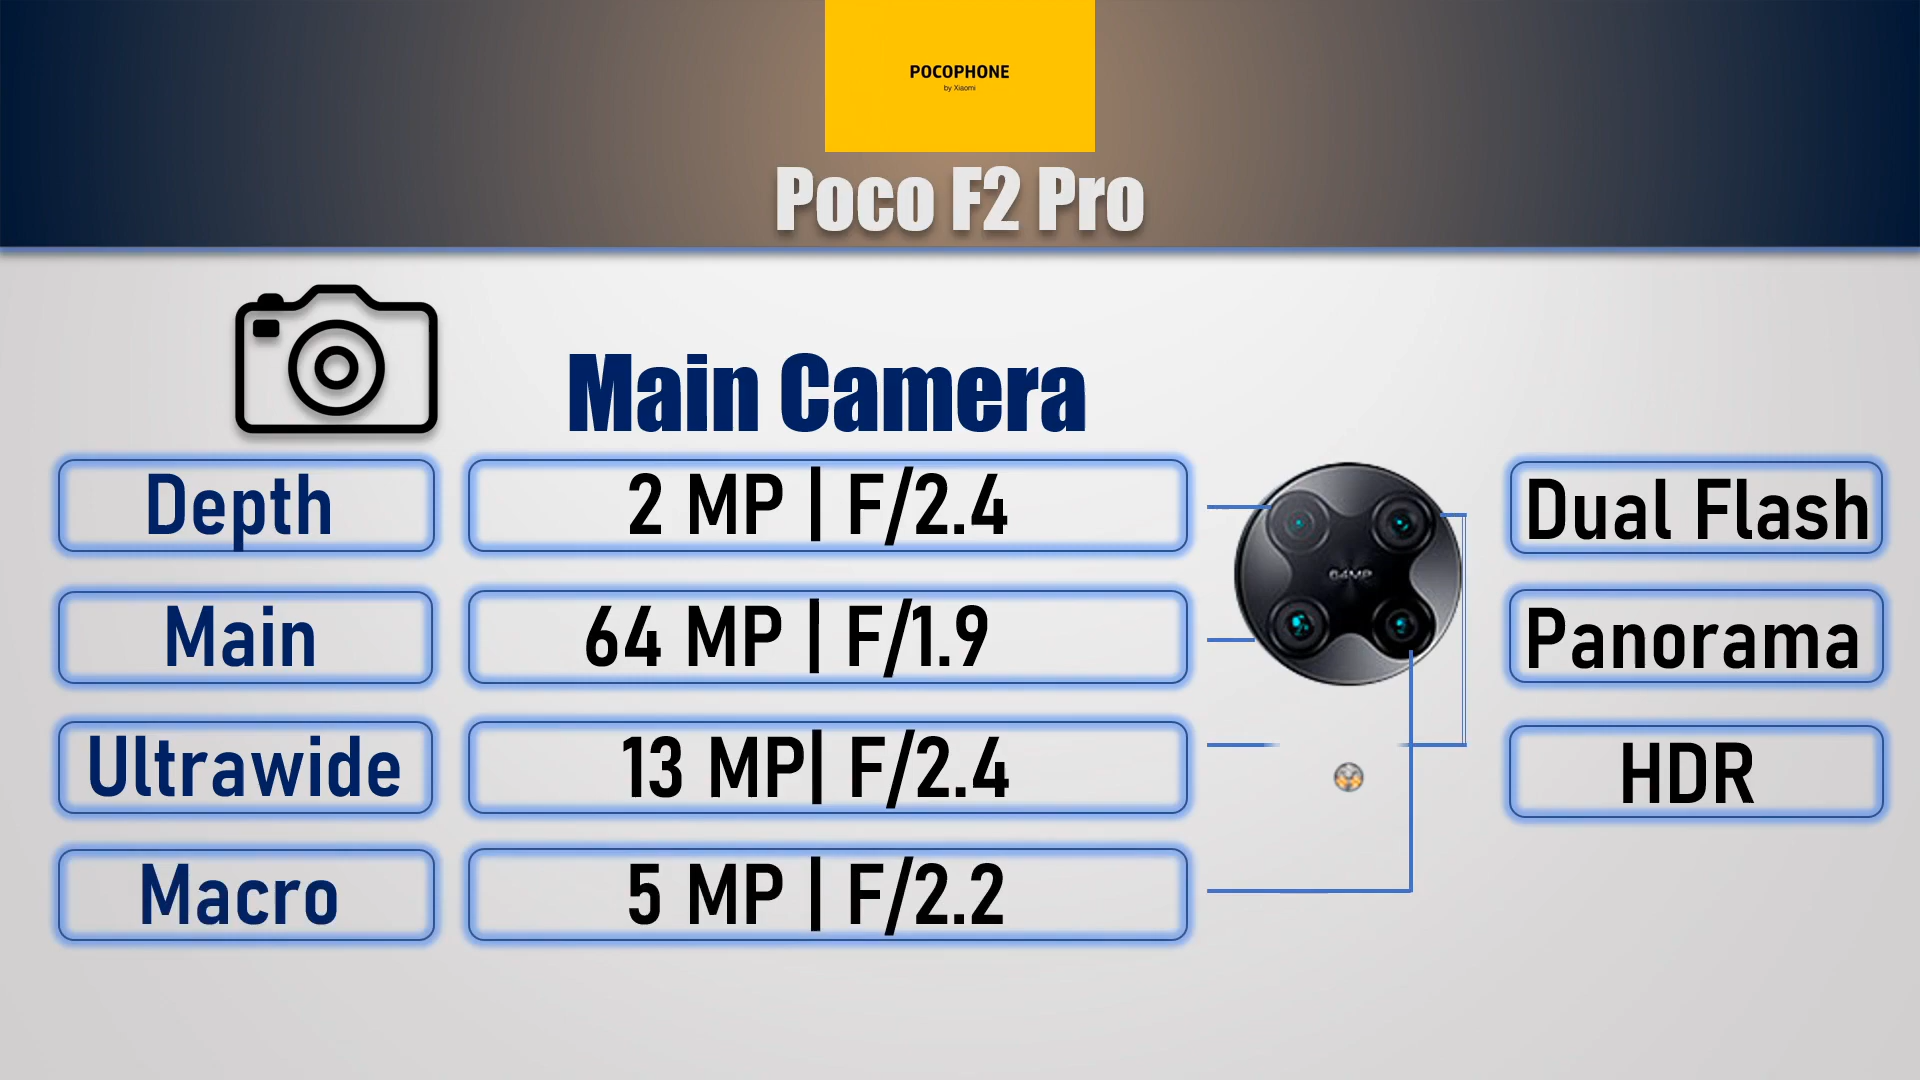 POCOPHONE
by Xiaomi
Poco F2 Pro
Main Camera
Depth
2 MP | F/2.4
64MP
Dual Flash
Main
64 MP | F/1.9
Panorama
Ultrawide
13 MP| F/2.4
HDR
Macro
5 MP | F/2.2